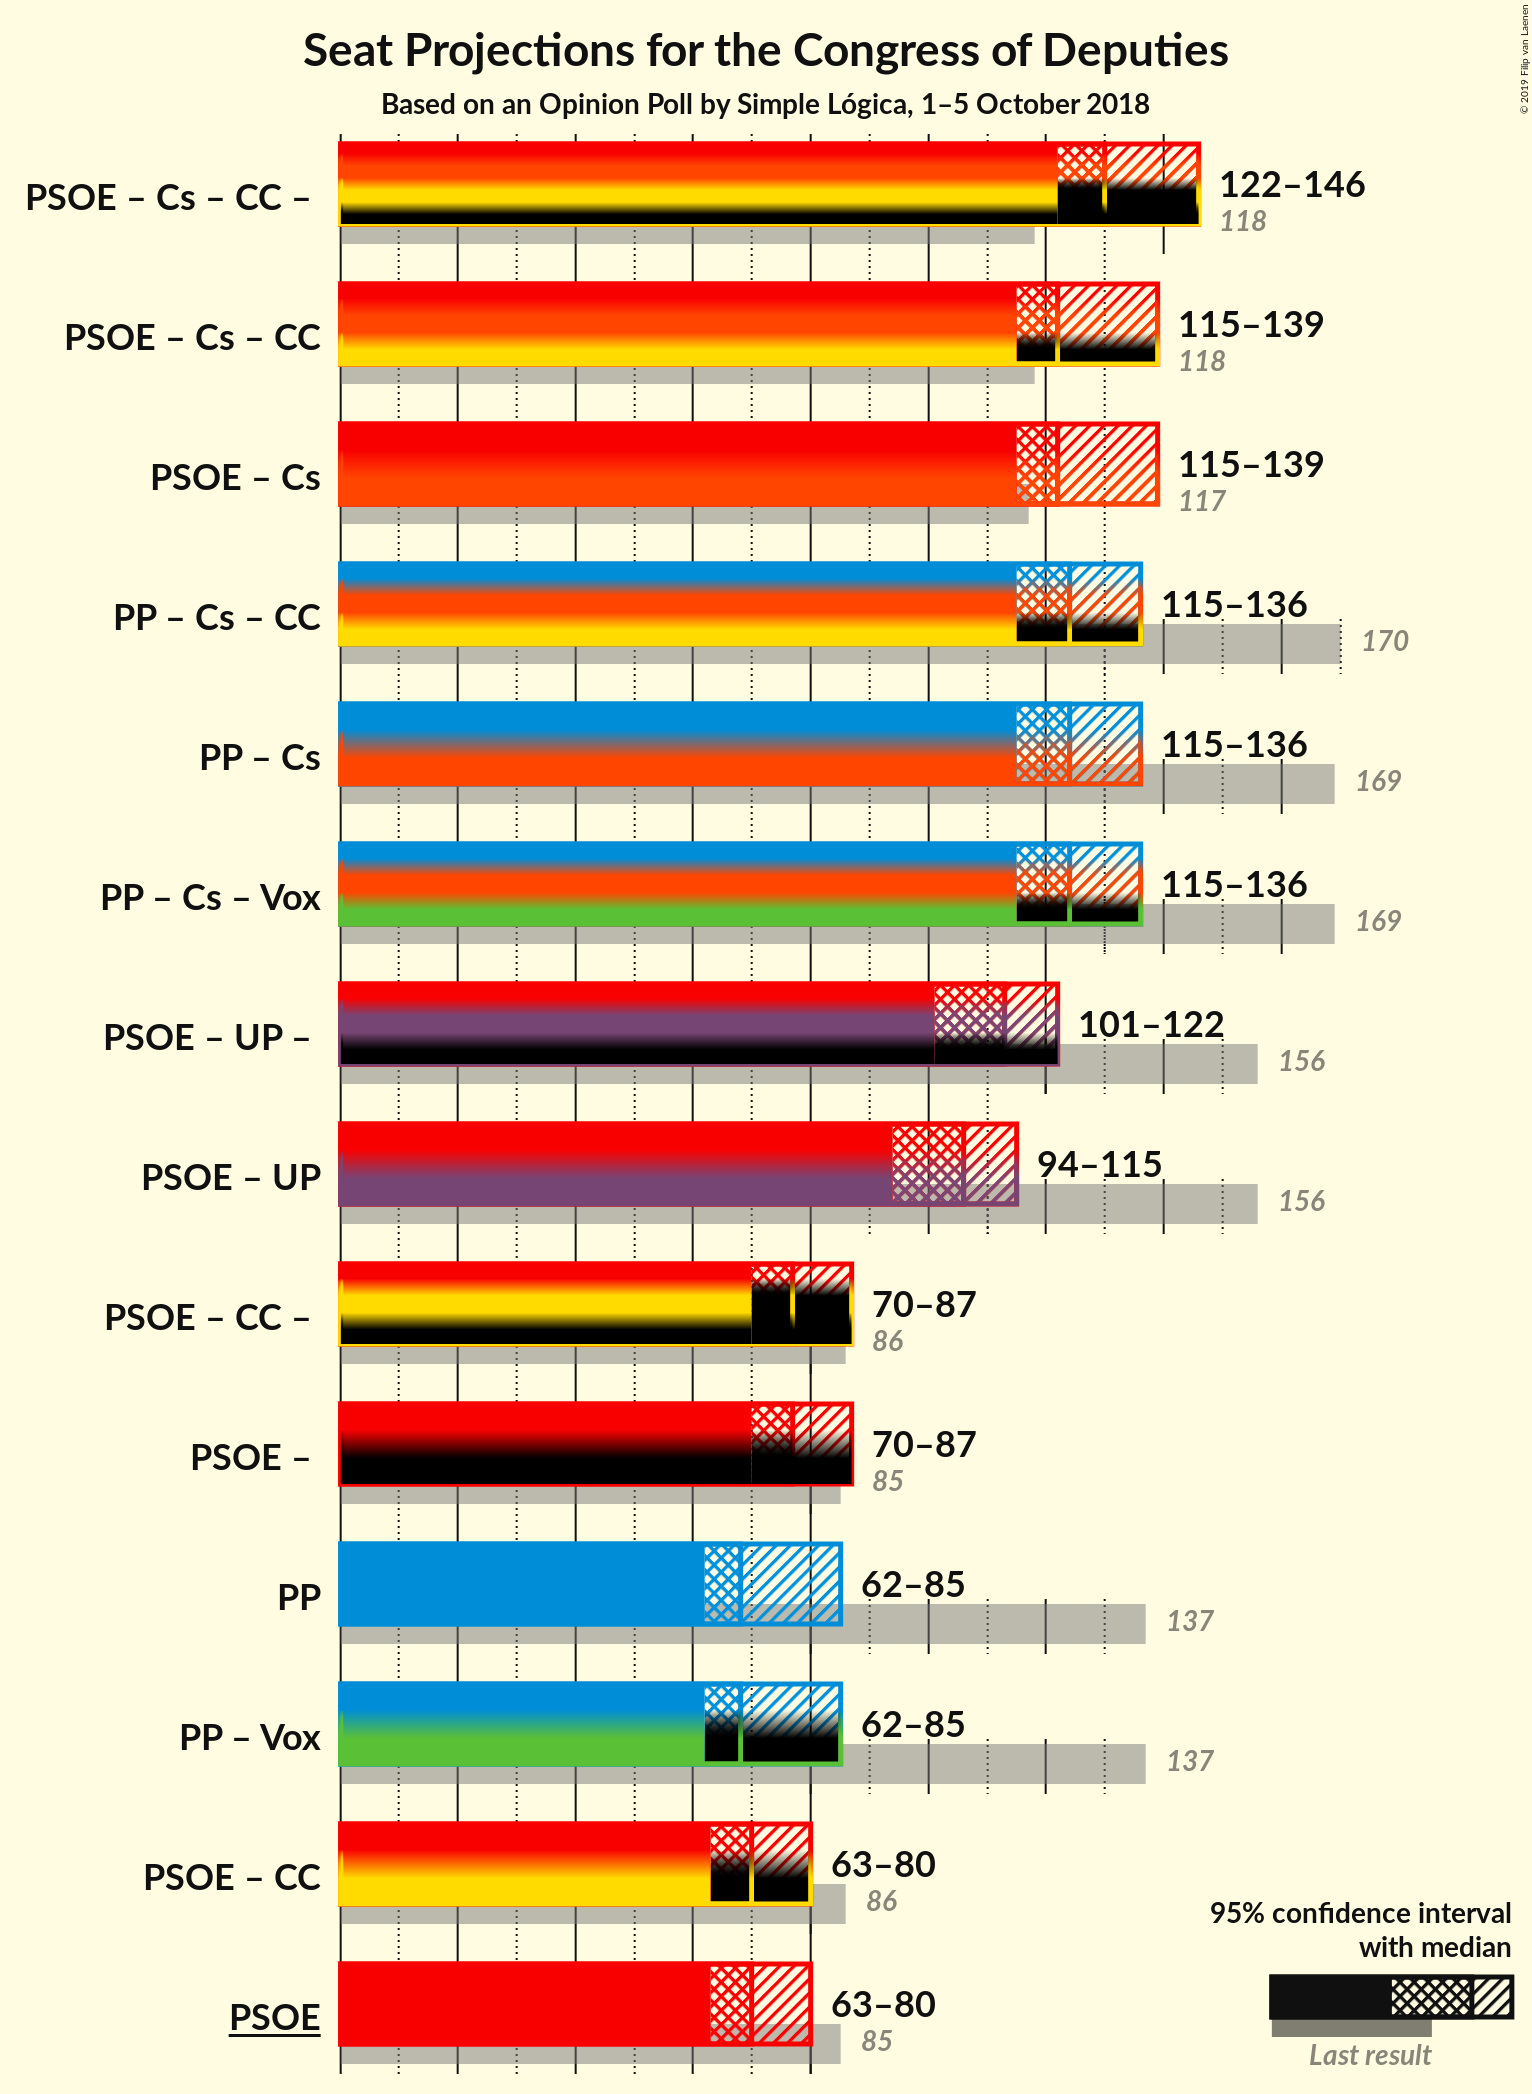 © 2019 Filip van Laenen
Seat Projections for the Congress of Deputies
Based on an Opinion Poll by Simple Lógica, 1–5 October 2018
PSOE – Cs – CC –
122–146
118
PSOE – Cs – CC
115–139
118
PSOE – Cs
115–139
117
PP – Cs – CC
115–136
170
PP – Cs
115–136
169
PP – Cs – Vox
115–136
169
PSOE – UP –
101–122
156
PSOE – UP
94–115
156
PSOE – CC –
70–87
86
PSOE –
70–87
85
PP
62–85
137
PP – Vox
62–85
137
PSOE – CC
63–80
86
PSOE
63–80
85
95% confidence interval
with median
Last result